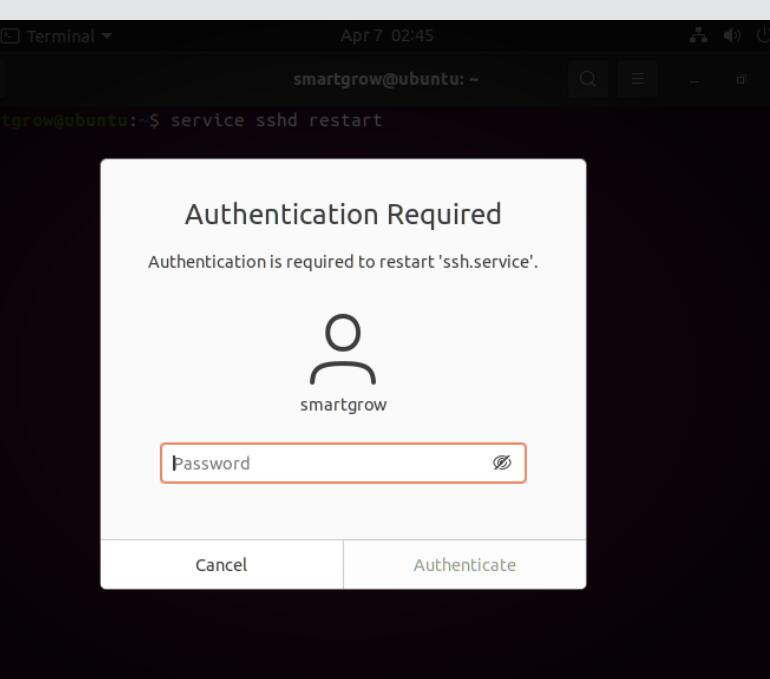 Terminal
Apr 7 02:45
smartgrow@ubuntu: ~
tgrow@ubuntu:~$ service sshd restart
Authentication Required
Authentication is required to restart 'ssh.service'.
smartgrow
Password
Cancel
Authenticate